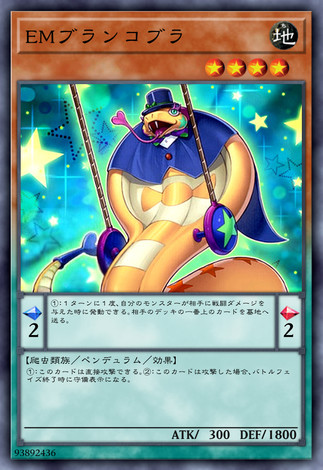 EMブランコブラ
地
①：1ターンに1度、自分のモンスターが相手に戦闘ダメージを
与えた時に発動できる。相手のデッキの一番上のカードを墓地へ
送る。
2
2
【爬虫類族／ペンデュラム／効果】
①：このカードは直接攻撃できる。②：このカードは攻撃した場合、バトルフェ
イズ終了時に守備表示になる。
ATK/ 300 DEF/1800
93892436